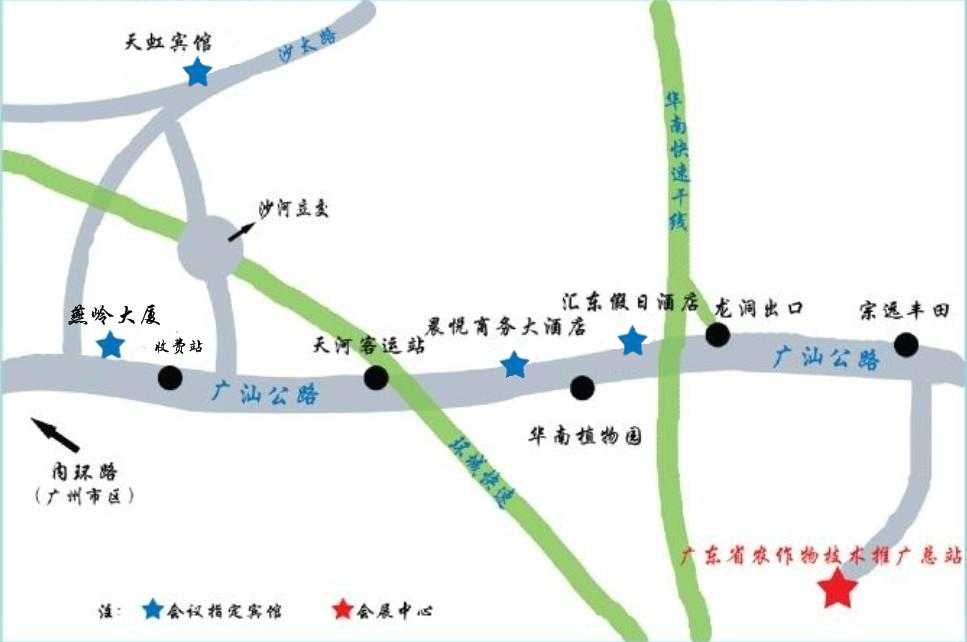 天虹宾馆
沙太路
华南快速干线
沙河立交
燕岭大厦
收费站
天河客运站
晨悦商务大酒店
汇东假日酒店
龙洞出口
宗远丰田
广汕公路
广汕公路
华南植物园
环城快速
内环路
(广州市区)
广东省农作物技术推广总站
注:
会议指定宾馆
会展中心